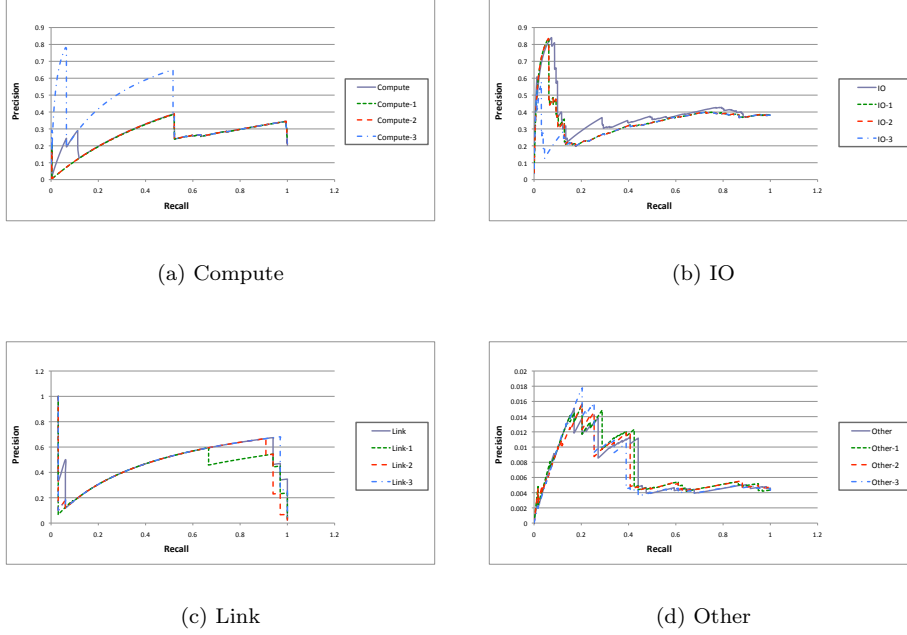 0.9
0.8
0.7
0.6
0.5
0.4
0.3
0.2
0.1
0
Precision
0 0.2 0.4 0.6 0.8 1 1.2
Recall
Compute
Compute-1
Compute-2
Compute-3
(a) Compute
0.9
0.8
0.7
0.6
0.5
0.4
0.3
0.2
0.1
0
Precision
0 0.2 0.4 0.6 0.8 1 1.2
Recall
IO
IO-1
IO-2
IO-3
(b) IO
1.2
1
0.8
0.6
0.4
0.2
0
Precision
0 0.2 0.4 0.6 0.8 1 1.2
Recall
Link
Link-1
Link-2
Link-3
(c) Link
0.02
0.018
0.016
0.014
0.012
0.01
0.008
0.006
0.004
0.002
0
Precision
0 0.2 0.4 0.6 0.8 1 1.2
Recall
Other
Other-1
Other-2
Other-3
(d) Other